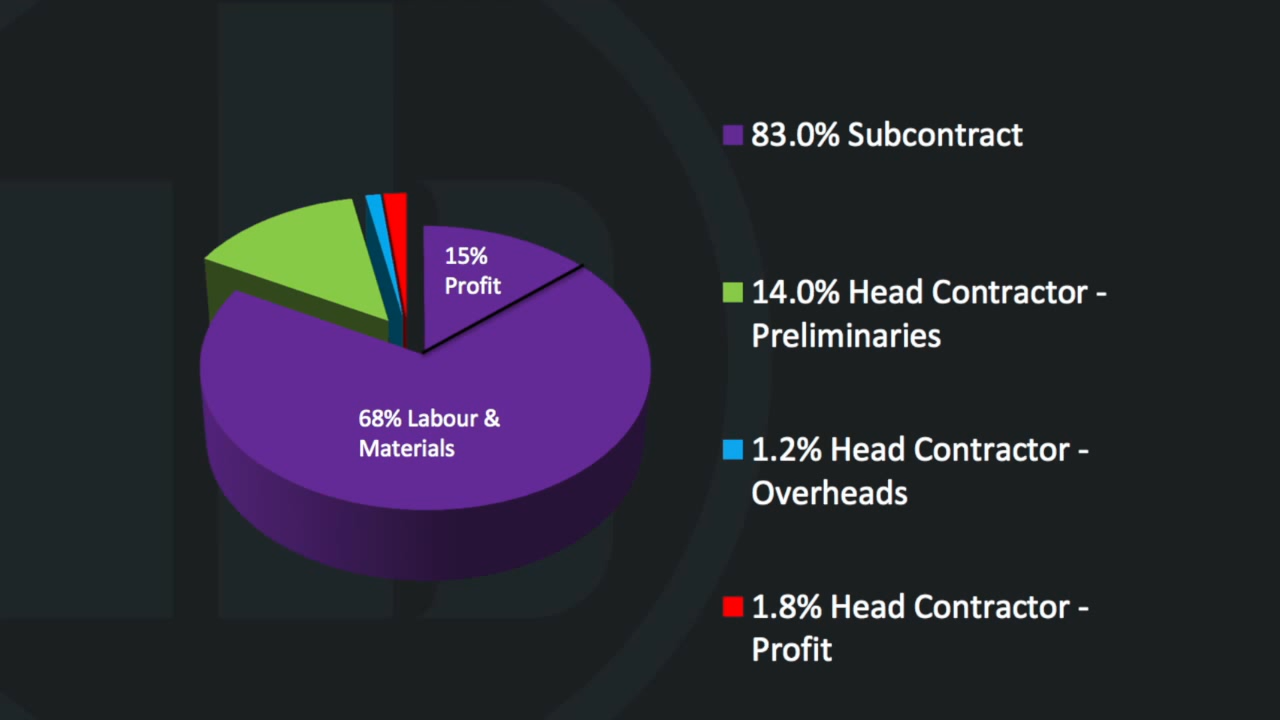 83.0% Subcontract
15%
Profit
14.0% Head Contractor -
Preliminaries
68% Labour &
Materials
1.2% Head Contractor -
Overheads
1.8% Head Contractor -
Profit